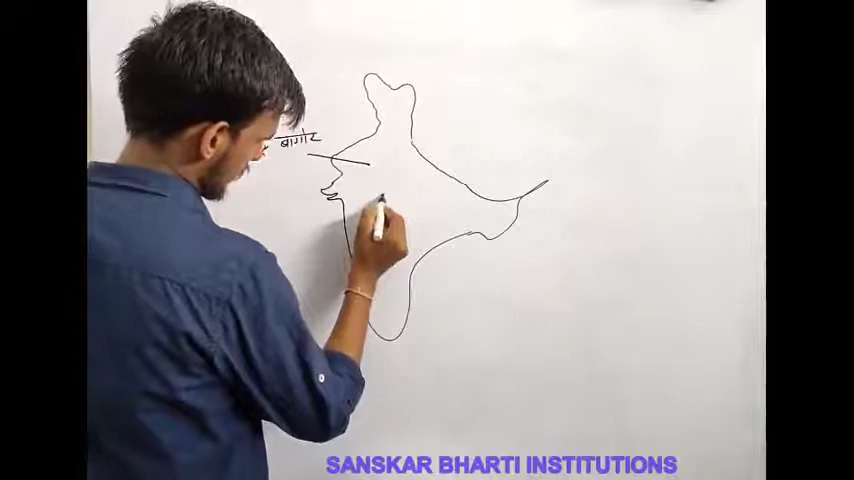 बागोर
SANSKAR BHARTI INSTITUTIONS